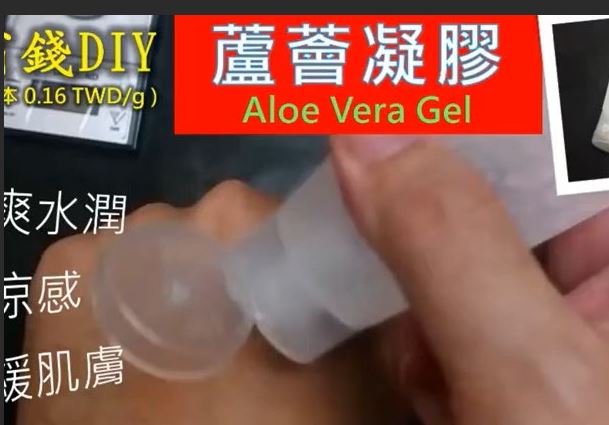 錢DIY
本 0.16 TWD/g )
蘆薈凝膠
Aloe Vera Gel
爽水潤
涼感
緩肌膚